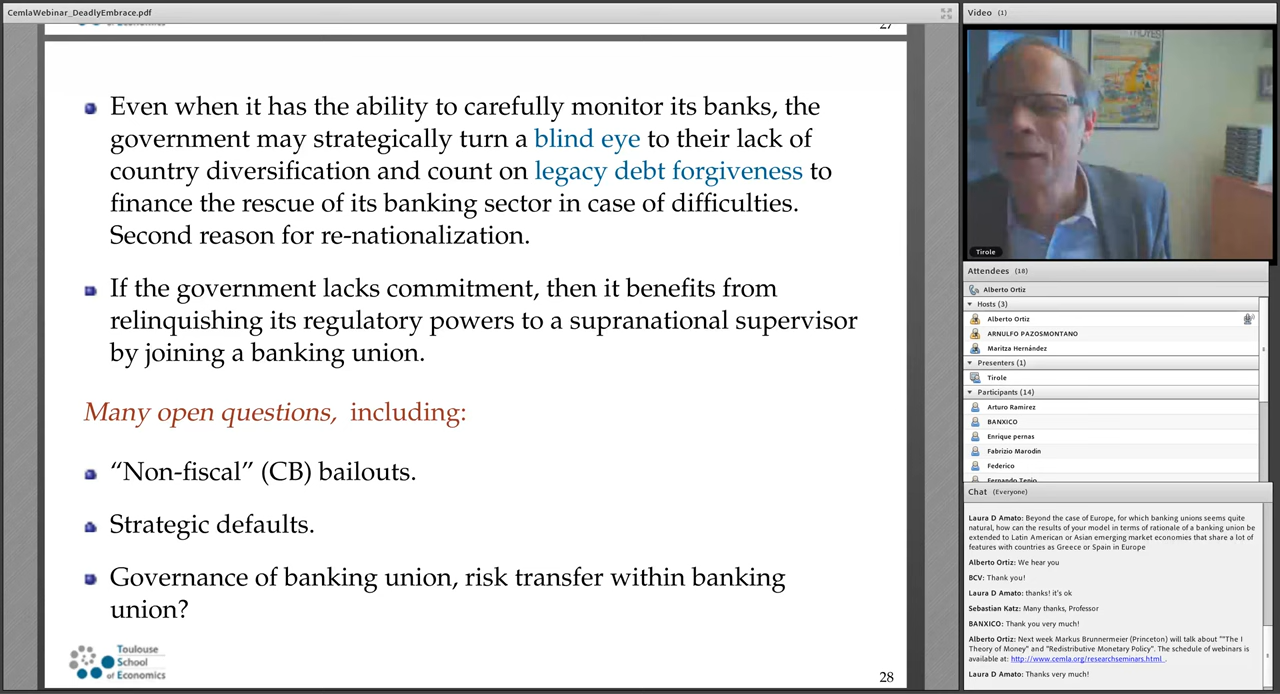 CemlaWebinar_DeadlyEmbrace.pdf
27
Even when it has the ability to carefully monitor its banks, the
government may strategically turn a blind eye to their lack of
country diversification and count on legacy debt forgiveness to
finance the rescue of its banking sector in case of difficulties.
Second reason for re-nationalization.
If the government lacks commitment, then it benefits from
relinquishing its regulatory powers to a supranational supervisor
by joining a banking union.
Many open questions, including:
“Non-fiscal” (CB) bailouts.
Strategic defaults.
Governance of banking union, risk transfer within banking
union?
Toulouse
School
of Economics
28
Video (1)
Tirole
Attendees (18)
Alberto Ortiz
Hosts (3)
Alberto Ortiz
ARNULFO PAZOSMONTANO
Maritza Hernández
Presenters (1)
Tirole
Participants (14)
Arturo Ramirez
BANXICO
Enrique pernas
Fabrizio Marodin
Federico
Chat (Everyone)
Laura D Amato: Beyond the case of Europe, for which banking unions seems quite
natural, how can the results of your model in terms of rationale of a banking union be
extended to Latin American or Asian emerging market economies that share a lot of
features with countries as Greece or Spain in Europe
Alberto Ortiz: We hear you
BCV: Thank you!
Laura D Amato: thanks! it's ok
Sebastian Katz: Many thanks, Professor
BANXICO: Thank you very much!
Alberto Ortiz: Next week Markus Brunnermeier (Princeton) will talk about ""The I
Theory of Money" and "Redistributive Monetary Policy". The schedule of webinars is
available at: http://www.cemla.org/researchseminars.html .
Laura D Amato: Thanks very much!